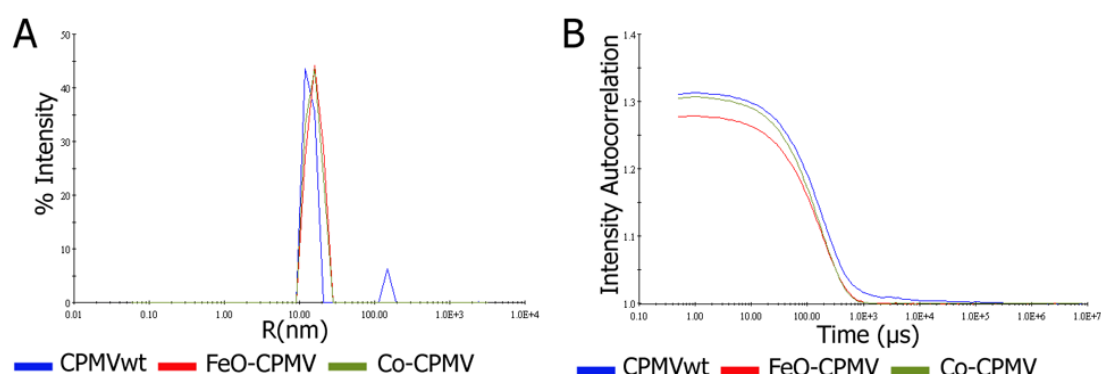 A
50
40
30
20
10
0
% Intensity
0.01 0.10 1.00 10.00 100.00 1.0E+3 1.0E+4
R(nm)
CPMVwt FeO-CPMV Co-CPMV
B
1.4
1.3
1.2
1.1
1.0
Intensity Autocorrelation
0.10 1.00 10.00 100.00 1.0E+3 1.0E+4 1.0E+5 1.0E+6 1.0E+7
Time (µs)
CPMVwt FeO-CPMV Co-CPMV